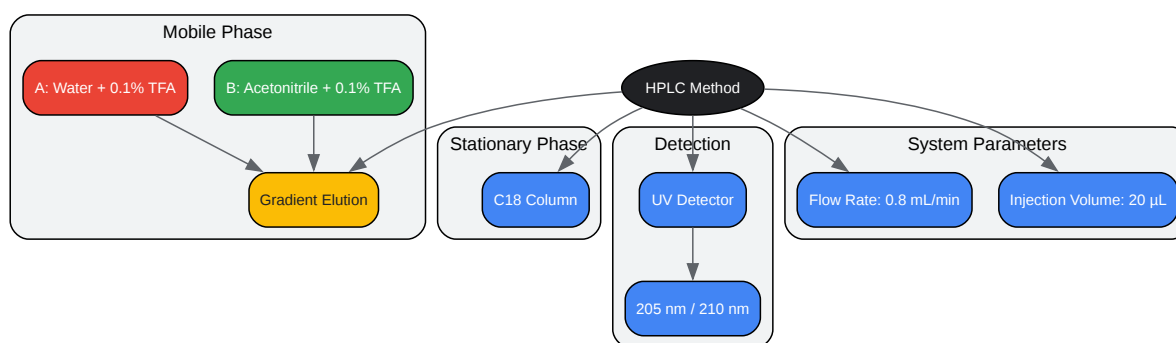 Mobile Phase
A: Water + 0.1% TFA
B: Acetonitrile + 0.1% TFA
HPLC Method
Stationary Phase
Detection
System Parameters
Gradient Elution
C18 Column
UV Detector
Flow Rate: 0.8 mL/min
Injection Volume: 20 µL
205 nm / 210 nm